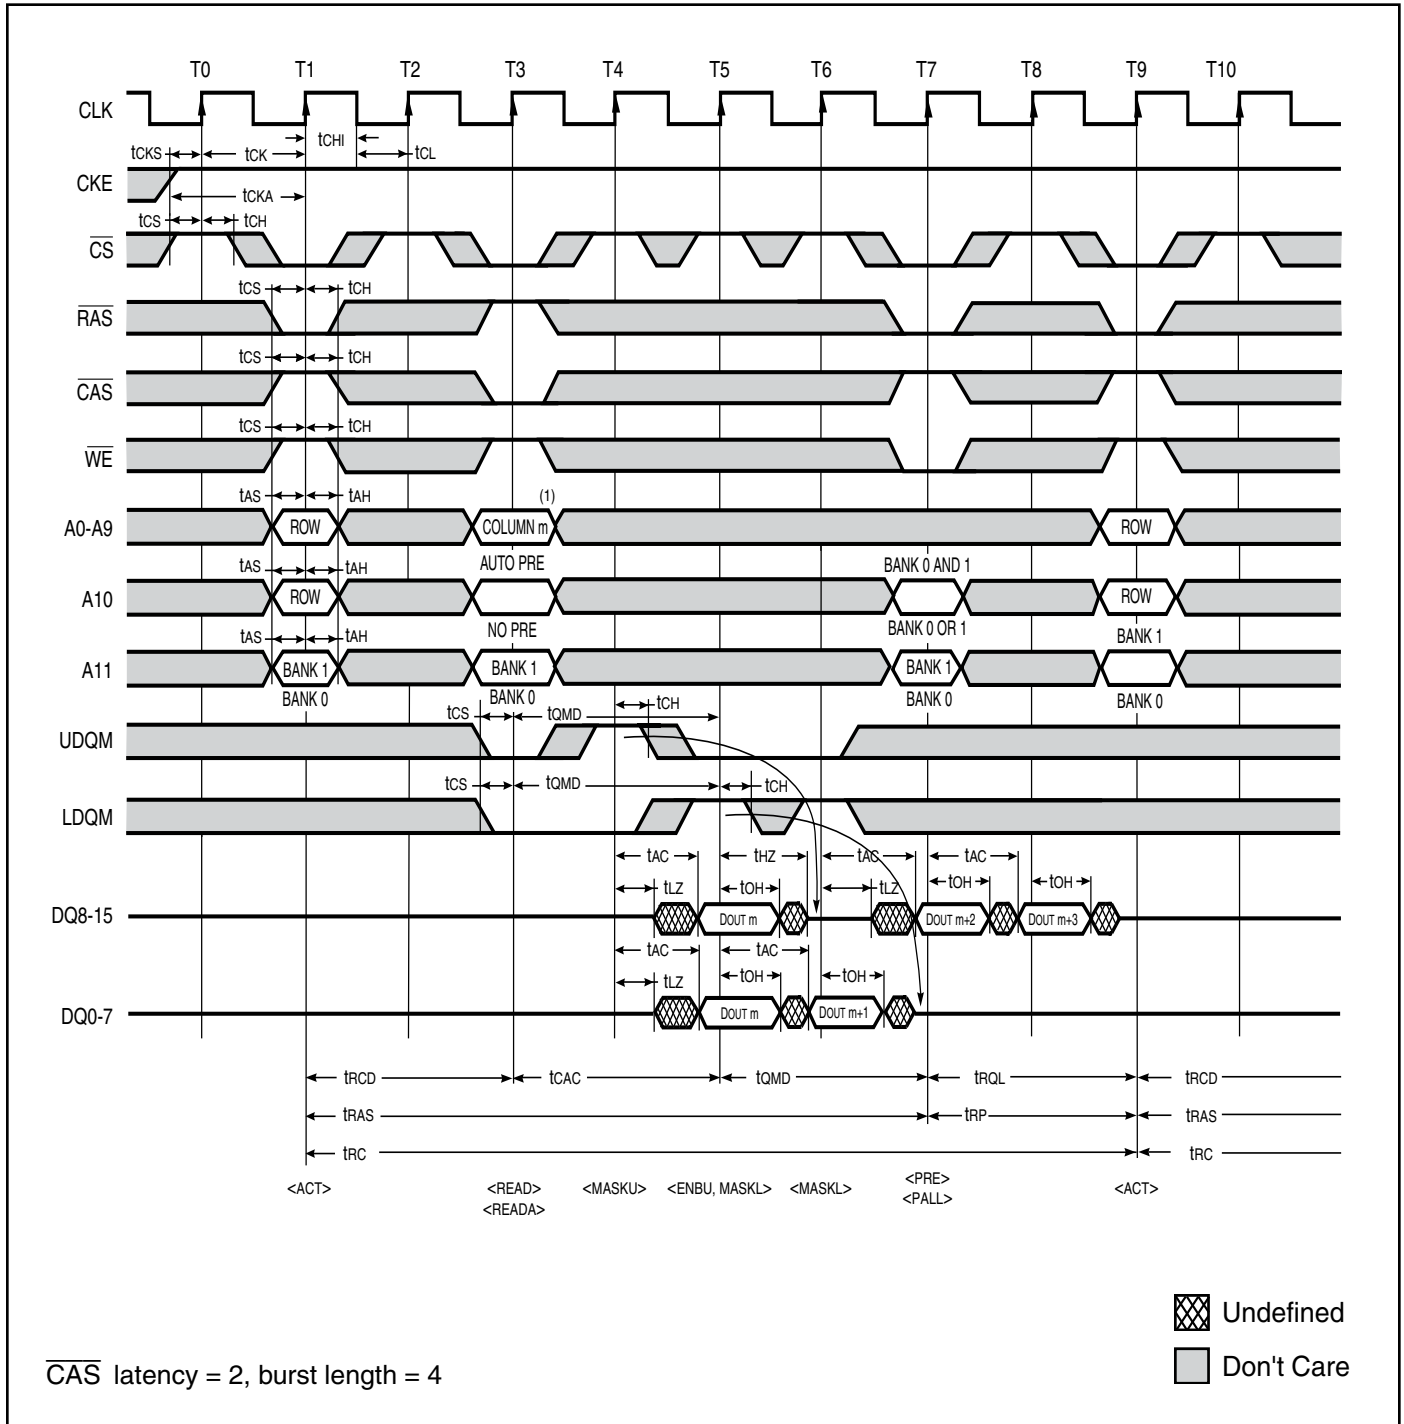 T0 T1 T2 T3 T4 T5 T6 T7 T8 T9 T10
CLK
tCHI
tCKS tCK tCL
CKE
tCKA
tCS tCH
CS
tCS tCH
RAS
tCS tCH
CAS
tCS tCH
WE
tAS tAH (1)
A0-A9 ROW COLUMN m ROW
tAS tAH AUTO PRE BANK 0 AND 1
A10 ROW ROW
NO PRE BANK 0 OR 1
tAS tAH BANK 1
A11 BANK 1 BANK 1 BANK 1
BANK 0 BANK 0 BANK 0 BANK 0
tCS tQMD tCH
UDQM
tCS tQMD tCH
LDQM
tAC tHZ tAC tAC
tLZ tOH tLZ tOH tOH
DQ8-15 DOUT m DOUT m+2 DOUT m+3
tAC tAC
tLZ tOH tOH
DQ0-7 DOUT m DOUT m+1
tRCD tCAC tQMD tRQL tRCD
tRAS tRP tRAS
tRC tRC
<ACT> <READ> <MASKU> <ENBU, MASKL> <MASKL> <PRE> <ACT>
<READA> <PALL>
Undefined
Don't Care
CAS latency = 2, burst length = 4